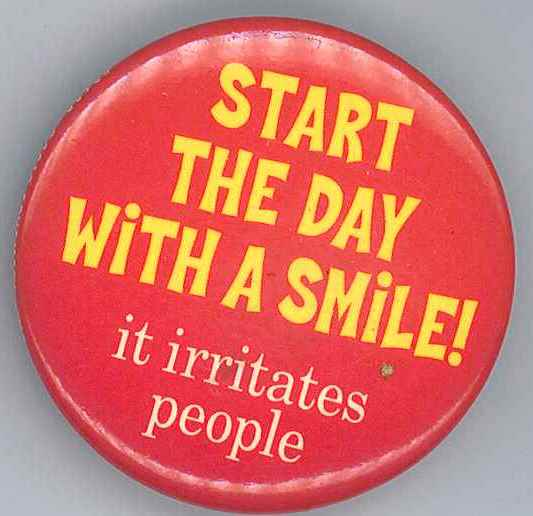 START
THE DAY
WITH A SMILE!
it irritates
people